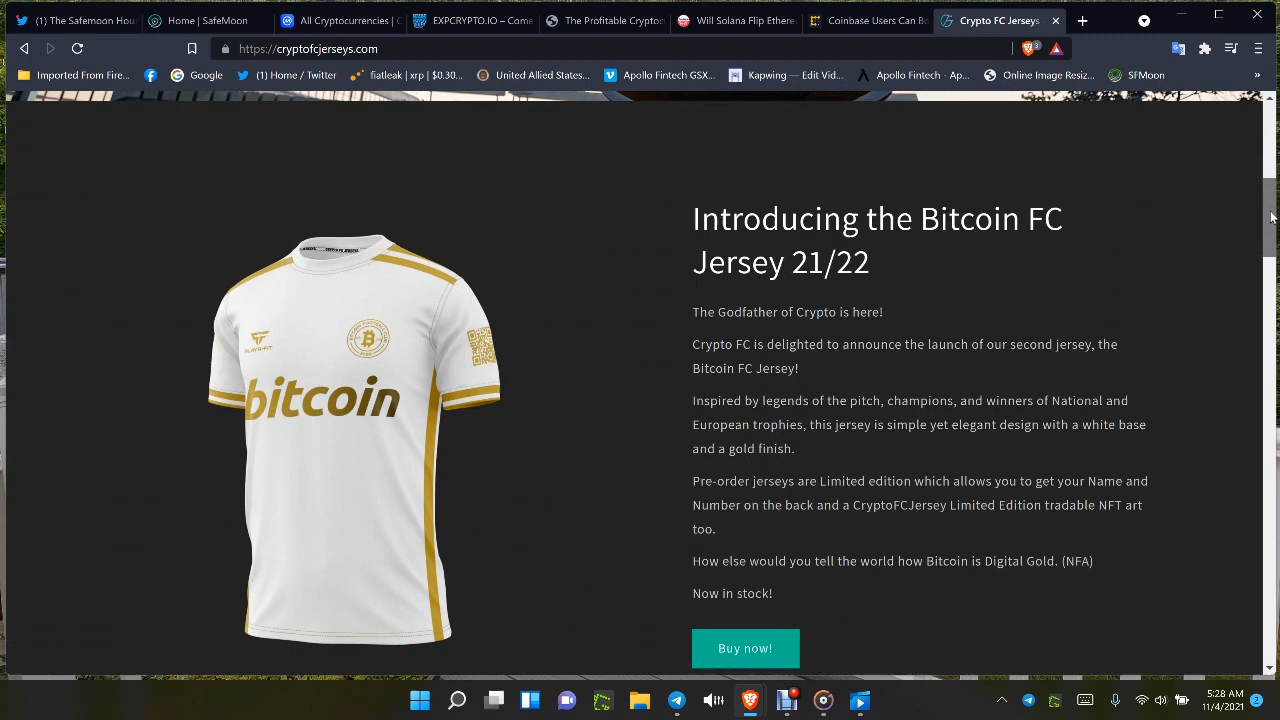 (1) The Safemoon Hou
Home | SafeMoon
All Cryptocurrencies | C
EXPCRYPTO.IO – Come
The Profitable Cryptoc
Will Solana Flip Ethere
Coinbase Users Can Bo
Crypto FC Jerseys
https://cryptofcjerseys.com
3
Imported From Fire...
Google
(1) Home / Twitter
fiatleak | xrp | $0.30...
United Allied States...
Apollo Fintech GSX...
Kapwing — Edit Vid...
Apollo Fintech - Ap...
Online Image Resiz...
SFMoon
»
Introducing the Bitcoin FC
Jersey 21/22
The Godfather of Crypto is here!
Crypto FC is delighted to announce the launch of our second jersey, the
Bitcoin FC Jersey!
Inspired by legends of the pitch, champions, and winners of National and
European trophies, this jersey is simple yet elegant design with a white base
and a gold finish.
Pre-order jerseys are Limited edition which allows you to get your Name and
Number on the back and a CryptoFCJersey Limited Edition tradable NFT art
too.
How else would you tell the world how Bitcoin is Digital Gold. (NFA)
Now in stock!
Buy now!
PLAYR-FIT
bitcoin
5:28 AM
11/4/2021
2